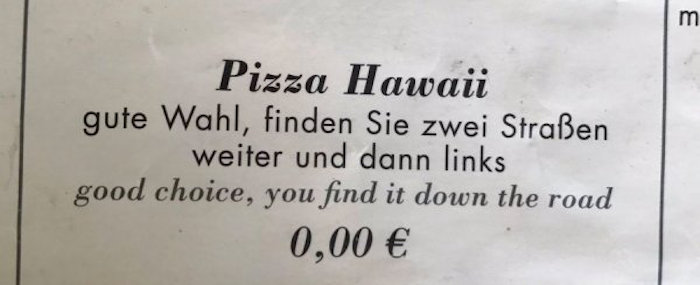 m
Pizza Hawaii
gute Wahl, finden Sie zwei Straßen
weiter und dann links
good choice, you find it down the road
0,00 €